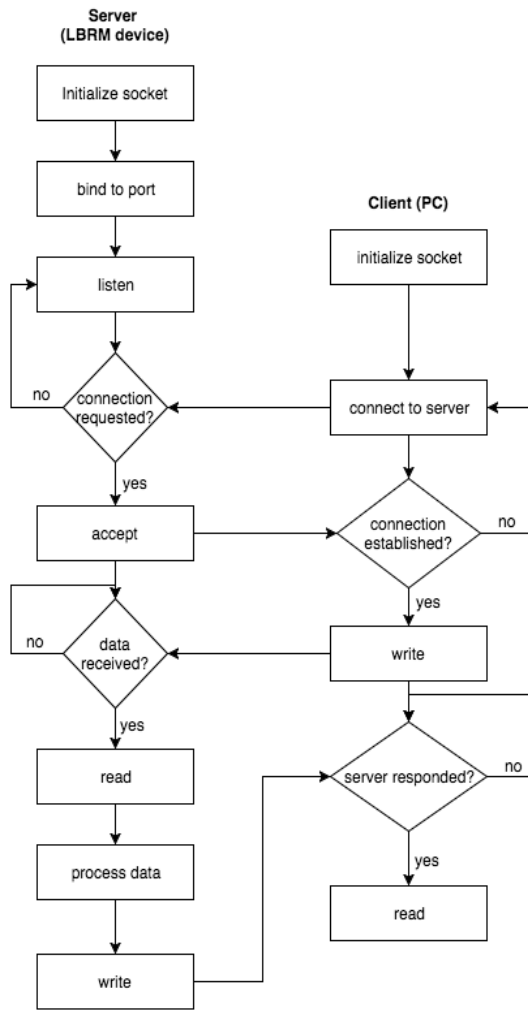 Server
(LBRM device)
Initialize socket
bind to port
Client (PC)
listen
initialize socket
no
connection
requested?
connect to server
yes
accept
connection
established?
no
yes
no
data
received?
write
yes
read
server responded?
no
process data
yes
read
write